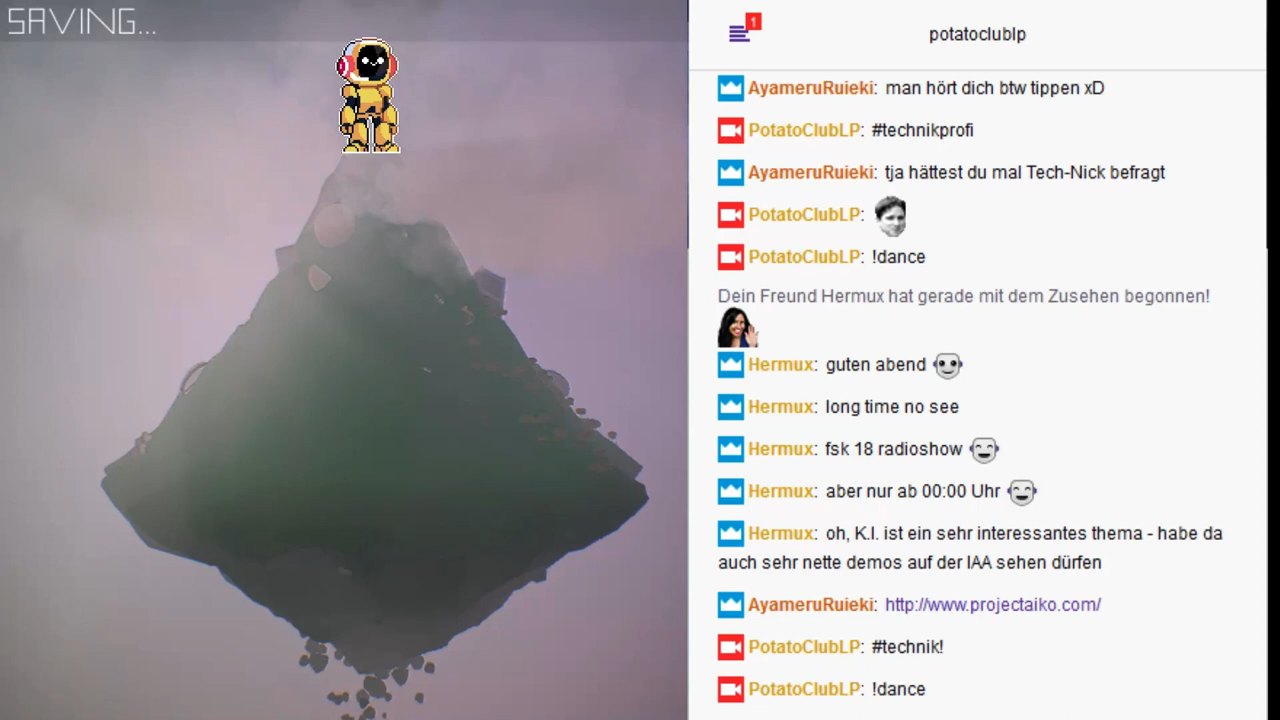 SAVING...
1
potatoclublp
AyameruRuieki: man hört dich btw tippen xD
PotatoClubLP: #technikprofi
AyameruRuieki: tja hättest du mal Tech-Nick befragt
PotatoClubLP:
PotatoClubLP: !dance
Dein Freund Hermux hat gerade mit dem Zusehen begonnen!
Hermux: guten abend
Hermux: long time no see
Hermux: fsk 18 radioshow
Hermux: aber nur ab 00:00 Uhr
Hermux: oh, K.I. ist ein sehr interessantes thema - habe da
auch sehr nette demos auf der IAA sehen dürfen
AyameruRuieki: http://www.projectaiko.com/
PotatoClubLP: #technik!
PotatoClubLP: !dance